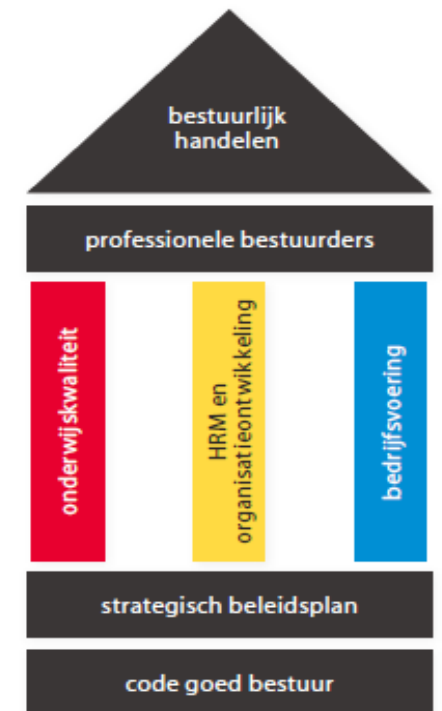 bestuurlijk
handelen
professionele bestuurders
onderwijskwaliteit
HRM en
organisatieontwikkeling
bedrijfsvoering
strategisch beleidsplan
code goed bestuur